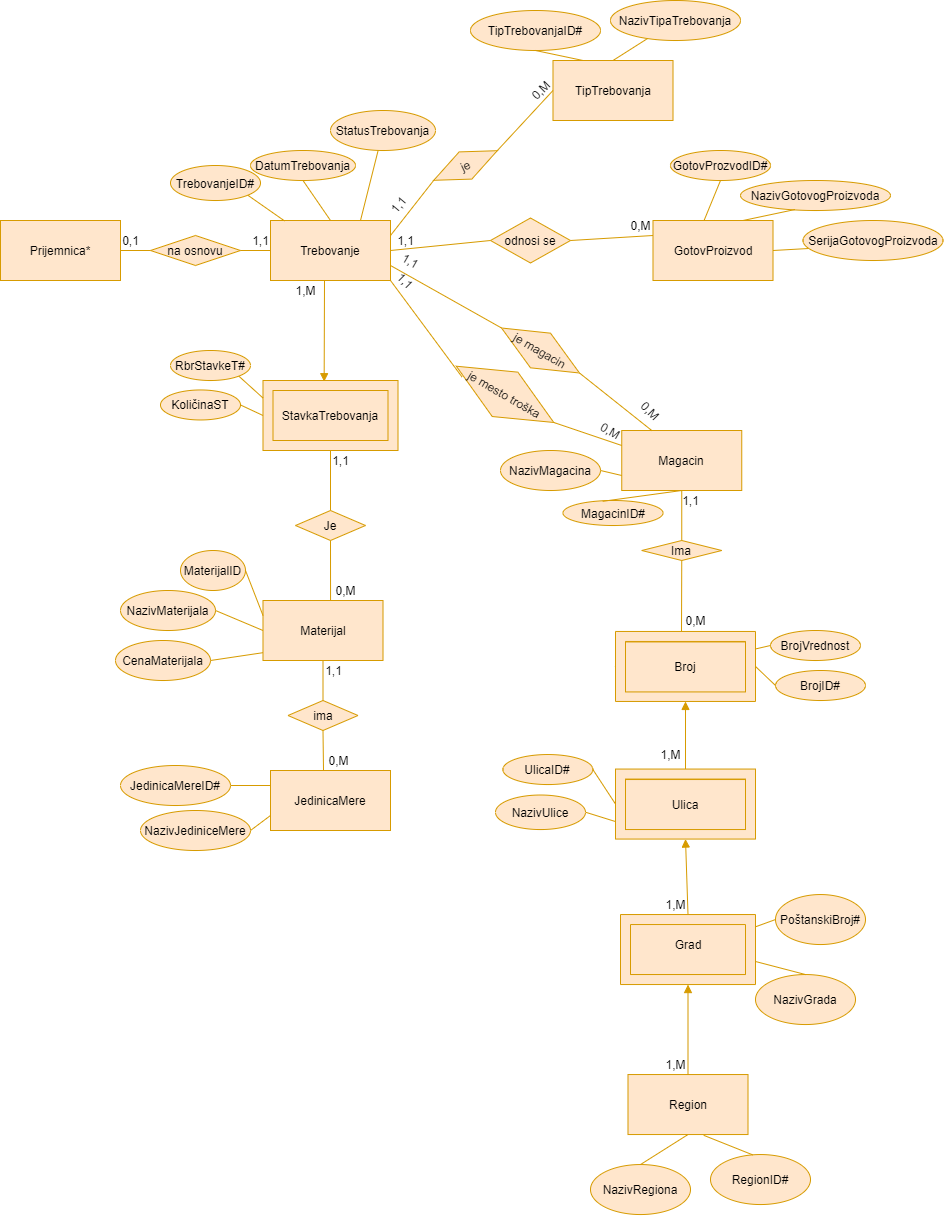 TipTrebovanjaID#
NazivTipaTrebovanja
TipTrebovanja
0,M
je
1,1
StatusTrebovanja
DatumTrebovanja
TrebovanjeID#
Prijemnica*
0,1
na osnovu
1,1
Trebovanje
1,1
odnosi se
0,M
GotovProzvodID#
NazivGotovogProizvoda
SerijaGotovogProizvoda
GotovProizvod
1,1
1,1
1,M
je magacin
je mesto troška
0,M
0,M
RbrStavkeT#
KoličinaST
StavkaTrebovanja
1,1
Je
0,M
Magacin
NazivMagacina
MagacinID#
1,1
Ima
0,M
MaterijalID
NazivMaterijala
CenaMaterijala
Materijal
1,1
ima
0,M
JedinicaMereID#
NazivJediniceMere
JedinicaMere
Broj
BrojVrednost
BrojID#
1,M
UlicaID#
NazivUlice
Ulica
1,M
Grad
PoštanskiBroj#
NazivGrada
1,M
Region
NazivRegiona
RegionID#